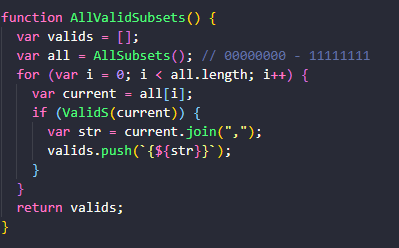 function AllValidSubsets() {
  var valids = [];
  var all = AllSubsets(); // 00000000 - 11111111
  for (var i = 0; i < all.length; i++) {
    var current = all[i];
    if (ValidS(current)) {
      var str = current.join(",");
      valids.push(`{${str}}`);
    }
  }
  return valids;
}